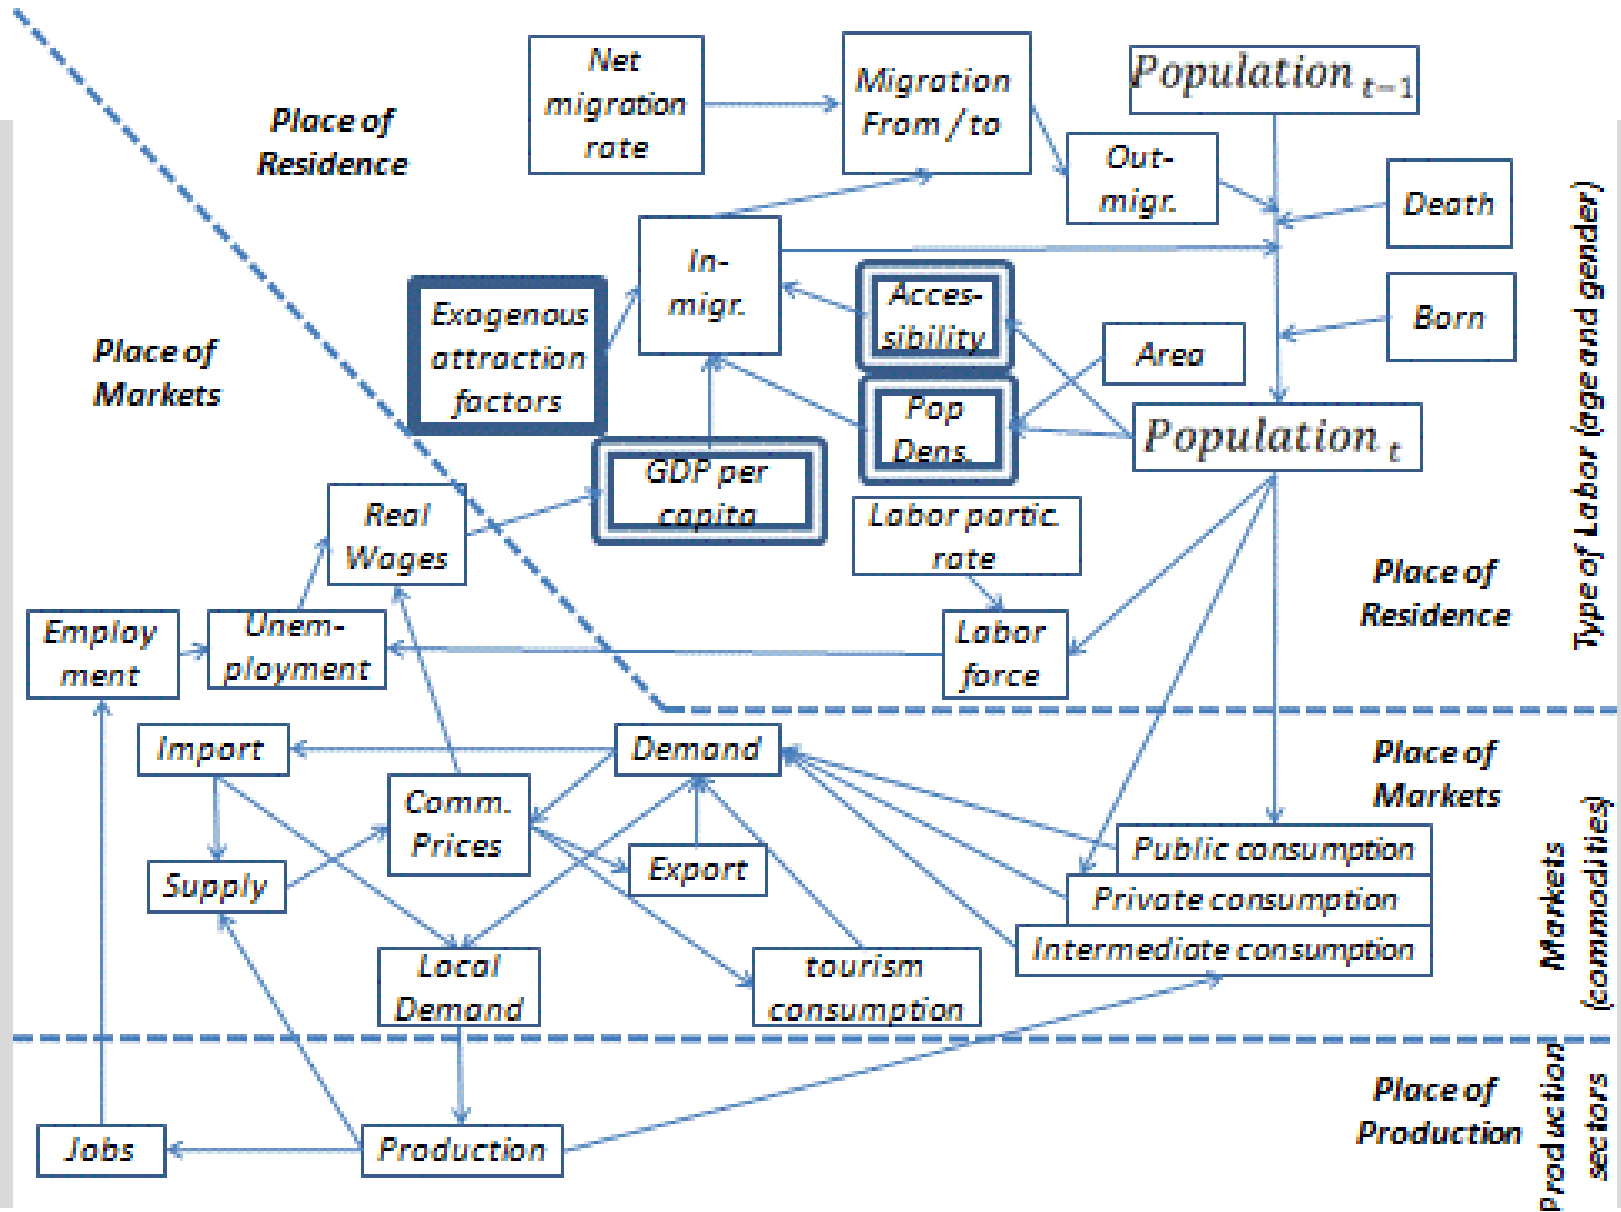 Net
migration
rate
Migration
From / to
Population t−1
Place of
Residence
Out-
migr.
Death
In-
migr.
Exogenous
attraction
factors
Acces-
sibility
Born
Area
Place of
Markets
Pop
Dens.
Population t
GDP per
capita
Real
Wages
Labor partic.
rate
Type of Labor (age and gender)
Place of
Residence
Employ
ment
Unem-
ployment
Labor
force
Import
Demand
Place of
Markets
Comm.
Prices
Export
Supply
Public consumption
Private consumption
Intermediate consumption
Markets
(commodities)
Local
Demand
tourism
consumption
Place of
Production
Production
sectors
Jobs
Production